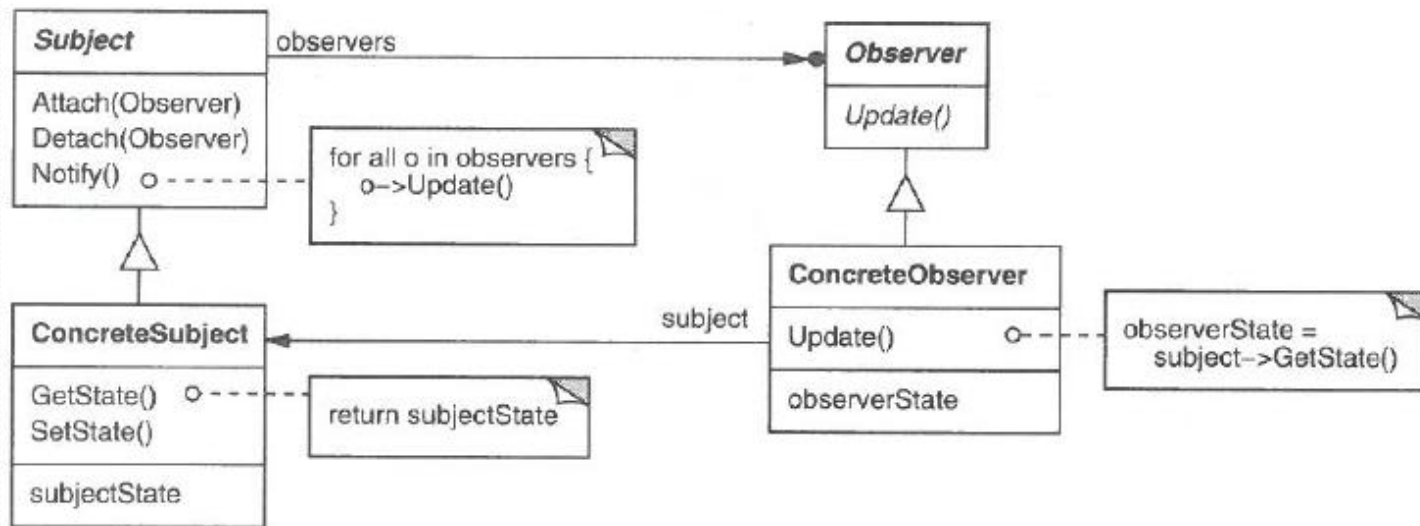 Subject
observers
Observer
Attach(Observer)
Detach(Observer)
Notify()
for all o in observers {
o->Update()
}
Update()
ConcreteSubject
subject
ConcreteObserver
GetState()
SetState()
return subjectState
Update()
observerState =
subject->GetState()
subjectState
observerState